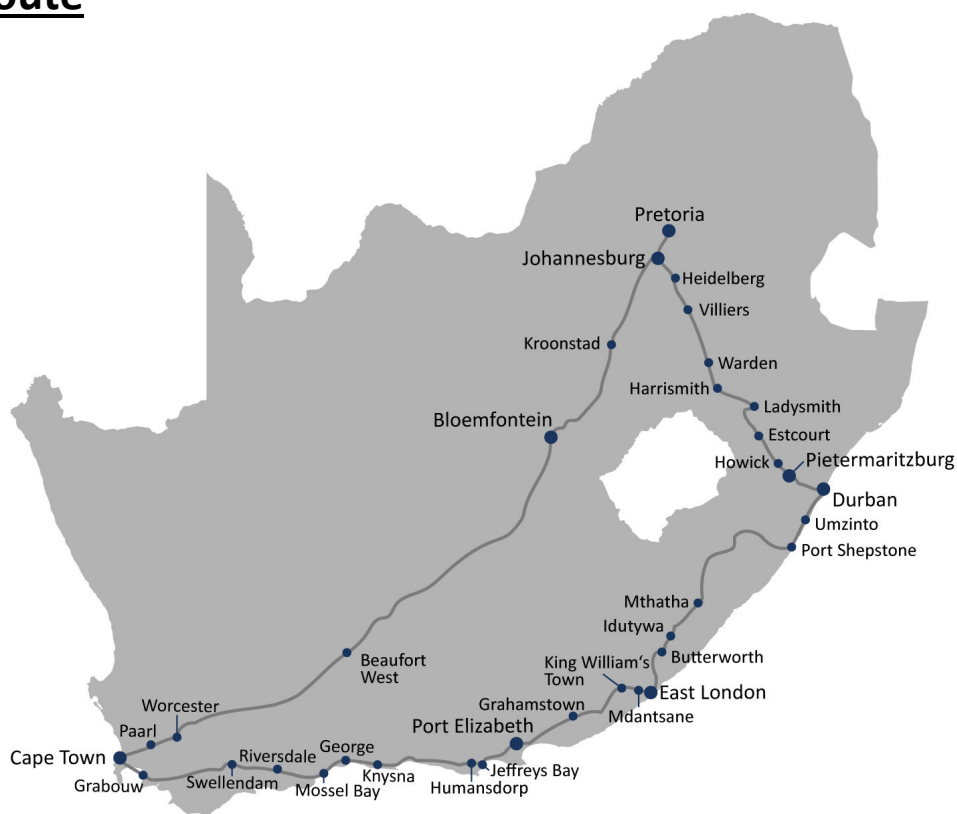 Pretoria
Johannesburg
Heidelberg
Villiers
Kroonstad
Warden
Harrismith
Ladysmith
Bloemfontein
Estcourt
Howick
Pietermaritzburg
Durban
Umzinto
Port Shepstone
Mthatha
Idutywa
Butterworth
King William‘s
Town
Beaufort
West
East London
Mdantsane
Grahamstown
Port Elizabeth
Worcester
Paarl
Cape Town
Grabouw
Swellendam
Riversdale
George
Mossel Bay
Knysna
Jeffreys Bay
Humansdorp